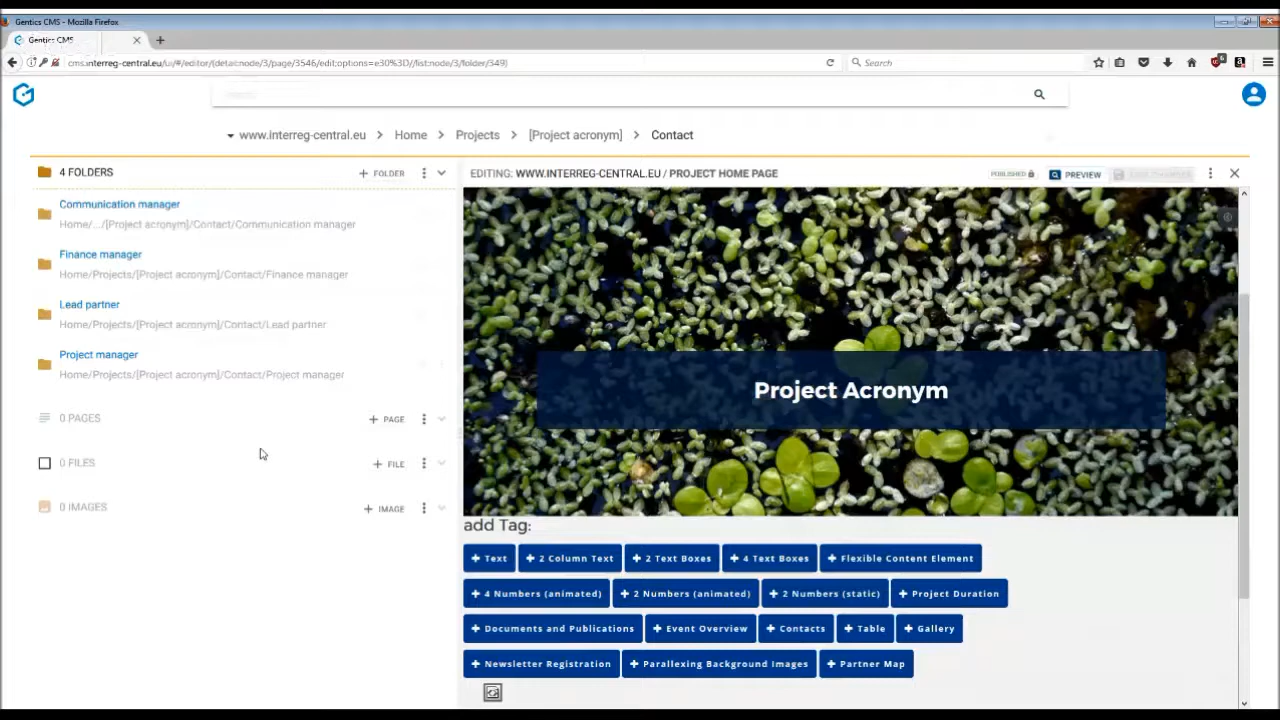 Gentics CMS - Mozilla Firefox
Gentics CMS
cms.interreg-central.eu/ui/#/editor/(detail:node/3/page/3546/edit;options=e30%3D//list:node/3/folder/349)
Search
www.interreg-central.eu > Home > Projects > [Project acronym] > Contact
4 FOLDERS
+ FOLDER
Communication manager
Home/.../[Project acronym]/Contact/Communication manager
Finance manager
Home/Projects/[Project acronym]/Contact/Finance manager
Lead partner
Home/Projects/[Project acronym]/Contact/Lead partner
Project manager
Home/Projects/[Project acronym]/Contact/Project manager
0 PAGES
+ PAGE
0 FILES
+ FILE
0 IMAGES
+ IMAGE
EDITING: WWW.INTERREG-CENTRAL.EU / PROJECT HOME PAGE
PUBLISHED
PREVIEW
Project Acronym
add Tag:
+ Text + 2 Column Text + 2 Text Boxes + 4 Text Boxes + Flexible Content Element
+ 4 Numbers (animated) + 2 Numbers (animated) + 2 Numbers (static) + Project Duration
+ Documents and Publications + Event Overview + Contacts + Table + Gallery
+ Newsletter Registration + Parallexing Background Images + Partner Map